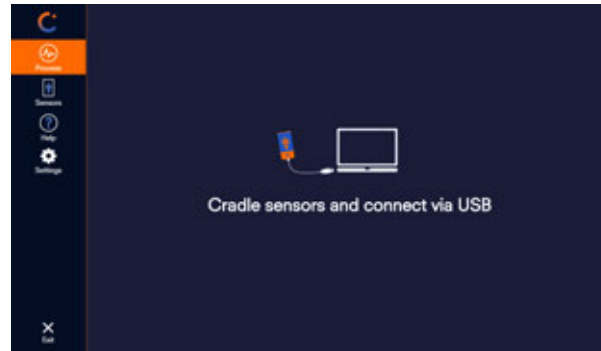 Process
Sensors
Help
Settings
Cradle sensors and connect via USB
Exit